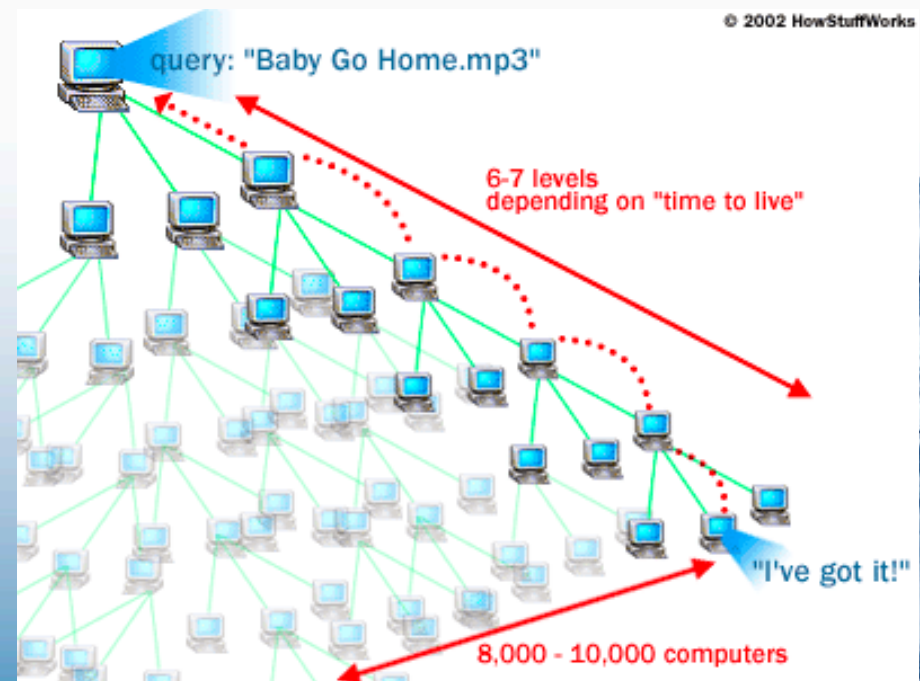 © 2002 HowStuffWorks
query: "Baby Go Home.mp3"
6-7 levels
depending on "time to live"
"I've got it!"
8,000 - 10,000 computers